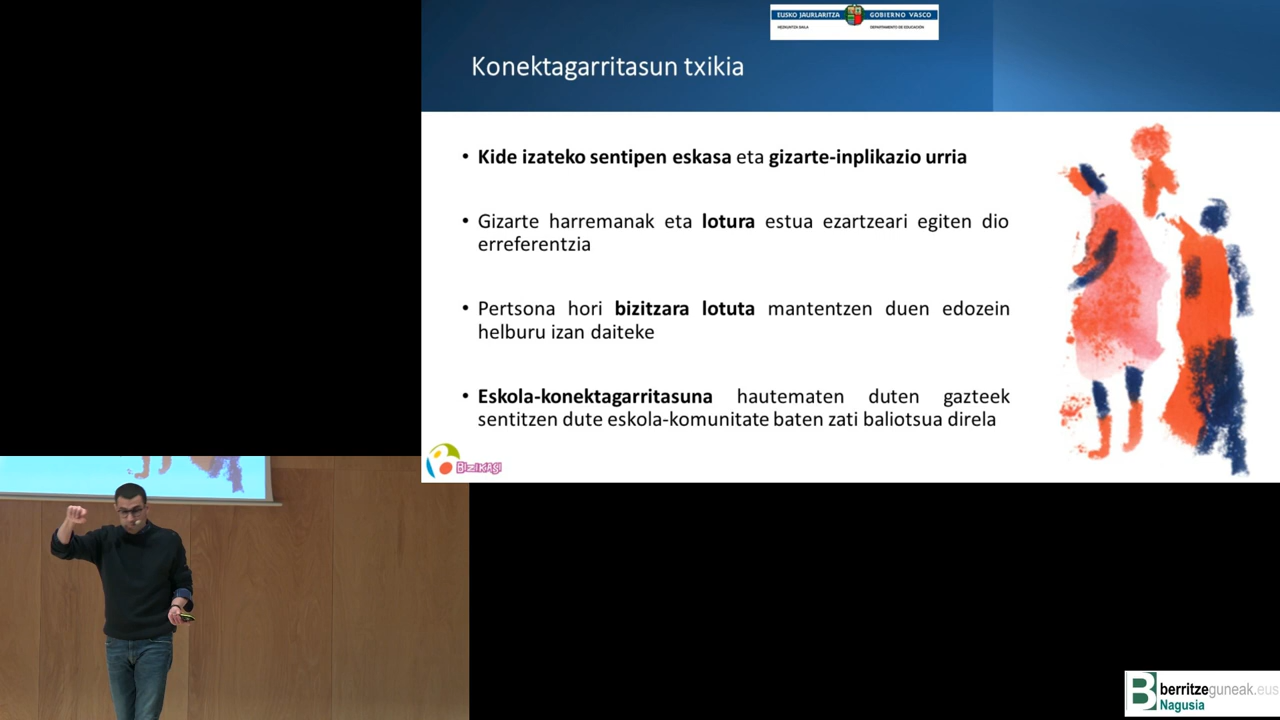 EUSKO JAURLARITZA GOBIERNO VASCO
HEZKUNTZA SAILA DEPARTAMENTO DE EDUCACIÓN
Konektagarritasun txikia
• Kide izateko sentipen eskasa eta gizarte-inplikazio urria
• Gizarte harremanak eta lotura estua ezartzeari egiten dio
erreferentzia
• Pertsona hori bizitzara lotuta mantentzen duen edozein
helburu izan daiteke
• Eskola-konektagarritasuna hautematen duten gazteek
sentitzen dute eskola-komunitate baten zati baliotsua direla
BIZIKASI
B berritzeguneak.eus
Nagusia